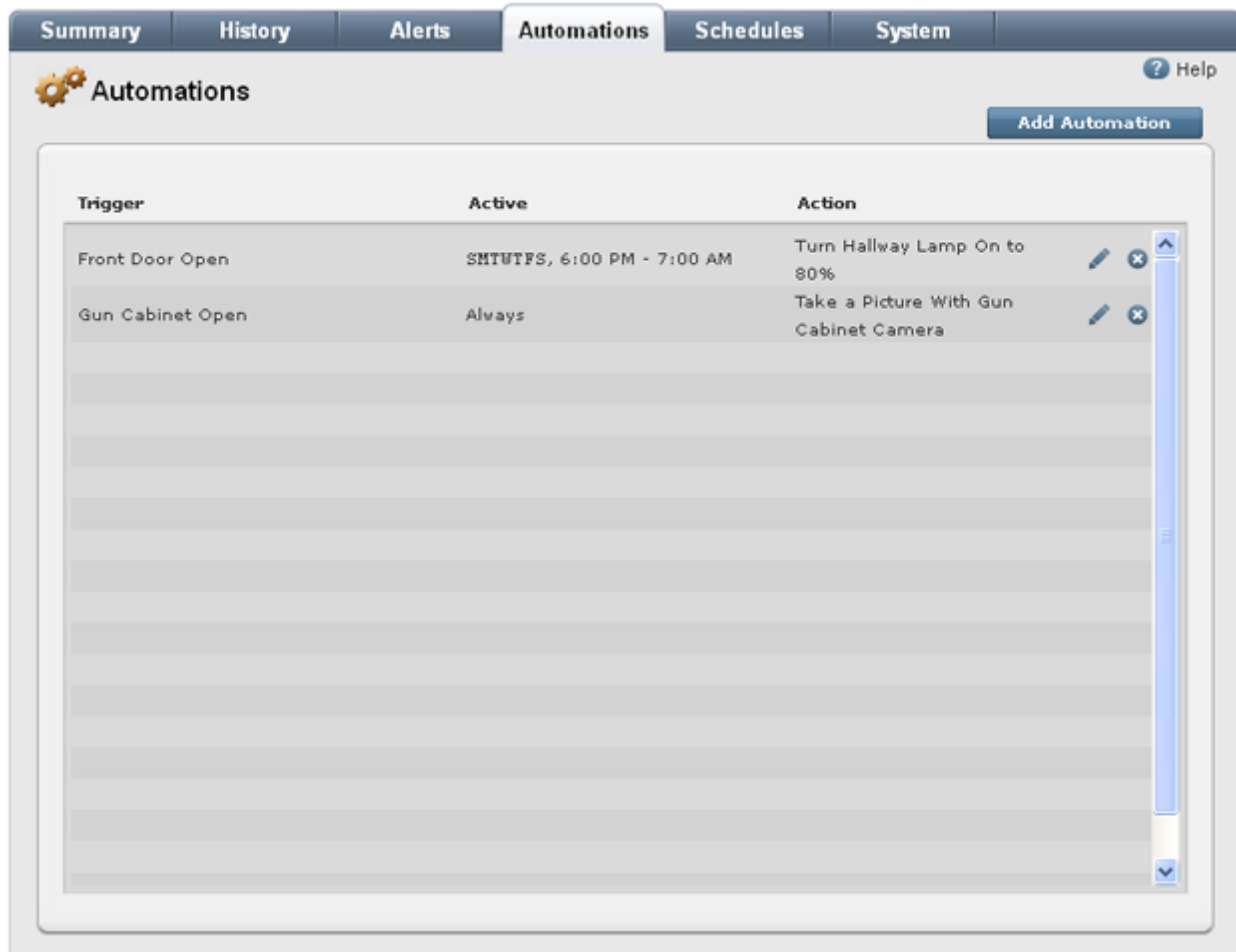 Summary History Alerts Automations Schedules System
Help
Automations
Add Automation
Trigger Active Action
Front Door Open SMTWTFS, 6:00 PM - 7:00 AM Turn Hallway Lamp On to
80%
Gun Cabinet Open Always Take a Picture With Gun
Cabinet Camera